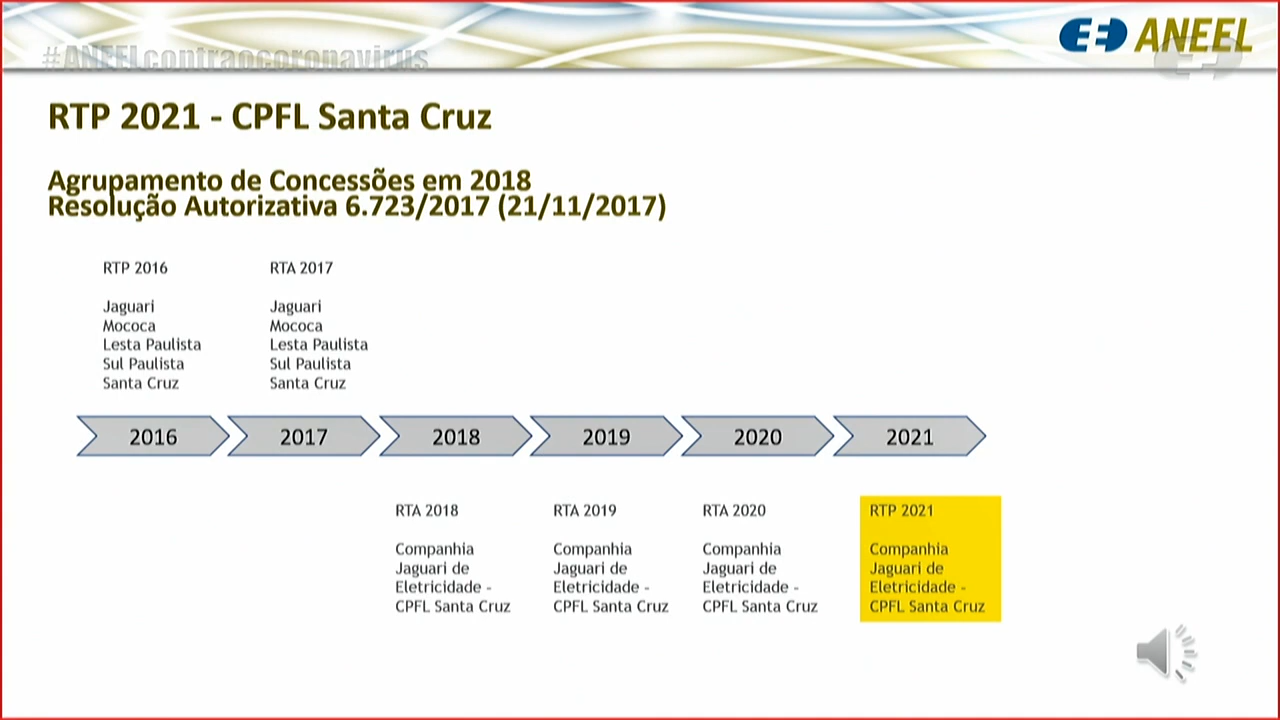 #ANEELcontraocoronavirus
ANEEL
RTP 2021 - CPFL Santa Cruz
Agrupamento de Concessões em 2018
Resolução Autorizativa 6.723/2017 (21/11/2017)
RTP 2016
Jaguari
Mococa
Lesta Paulista
Sul Paulista
Santa Cruz
RTA 2017
Jaguari
Mococa
Lesta Paulista
Sul Paulista
Santa Cruz
2016
2017
2018
2019
2020
2021
RTA 2018
Companhia
Jaguari de
Eletricidade -
CPFL Santa Cruz
RTA 2019
Companhia
Jaguari de
Eletricidade -
CPFL Santa Cruz
RTA 2020
Companhia
Jaguari de
Eletricidade -
CPFL Santa Cruz
RTP 2021
Companhia
Jaguari de
Eletricidade -
CPFL Santa Cruz